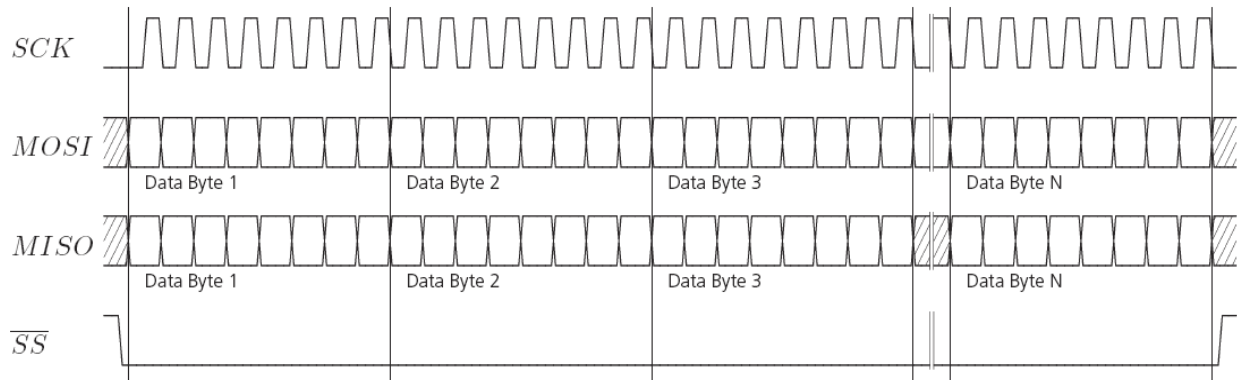 SCK
MOSI
Data Byte 1 Data Byte 2 Data Byte 3 Data Byte N
MISO
Data Byte 1 Data Byte 2 Data Byte 3 Data Byte N
S̅S̅